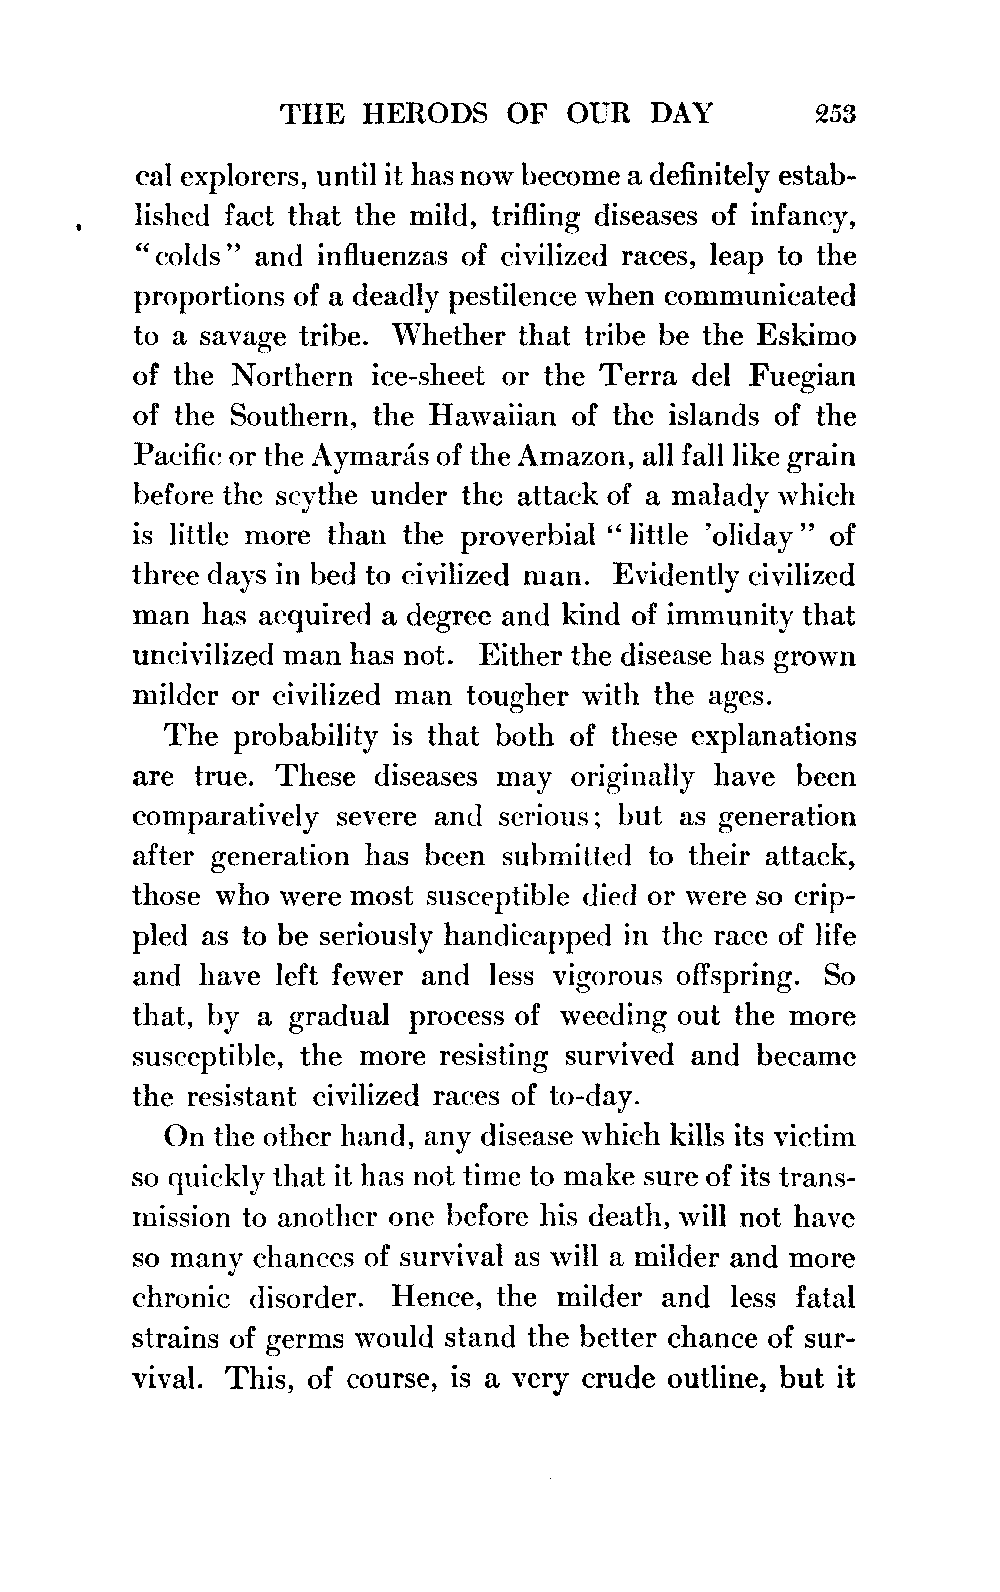 THE HERODS OF OUR DAY 253
cal explorers, until it has now become a definitely estab-
lished fact that the mild, trifling diseases of infancy,
“colds” and influenzas of civilized races, leap to the
proportions of a deadly pestilence when communicated
to a savage tribe. Whether that tribe be the Eskimo
of the Northern ice-sheet or the Terra del Fuegian
of the Southern, the Hawaiian of the islands of the
Pacific or the Aymarás of the Amazon, all fall like grain
before the scythe under the attack of a malady which
is little more than the proverbial “little ’oliday” of
three days in bed to civilized man. Evidently civilized
man has acquired a degree and kind of immunity that
uncivilized man has not. Either the disease has grown
milder or civilized man tougher with the ages.
The probability is that both of these explanations
are true. These diseases may originally have been
comparatively severe and serious; but as generation
after generation has been submitted to their attack,
those who were most susceptible died or were so crip-
pled as to be seriously handicapped in the race of life
and have left fewer and less vigorous offspring. So
that, by a gradual process of weeding out the more
susceptible, the more resisting survived and became
the resistant civilized races of to-day.
On the other hand, any disease which kills its victim
so quickly that it has not time to make sure of its trans-
mission to another one before his death, will not have
so many chances of survival as will a milder and more
chronic disorder. Hence, the milder and less fatal
strains of germs would stand the better chance of sur-
vival. This, of course, is a very crude outline, but it